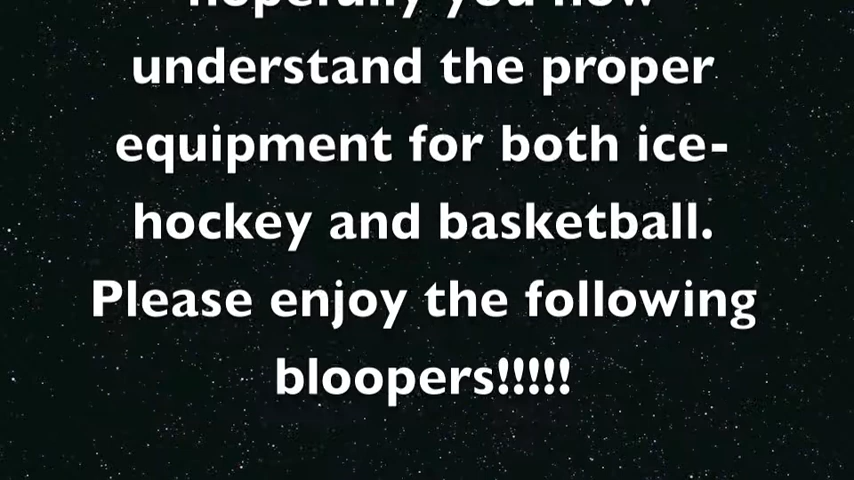 hopefully you now
understand the proper
equipment for both ice-
hockey and basketball.
Please enjoy the following
bloopers!!!!!